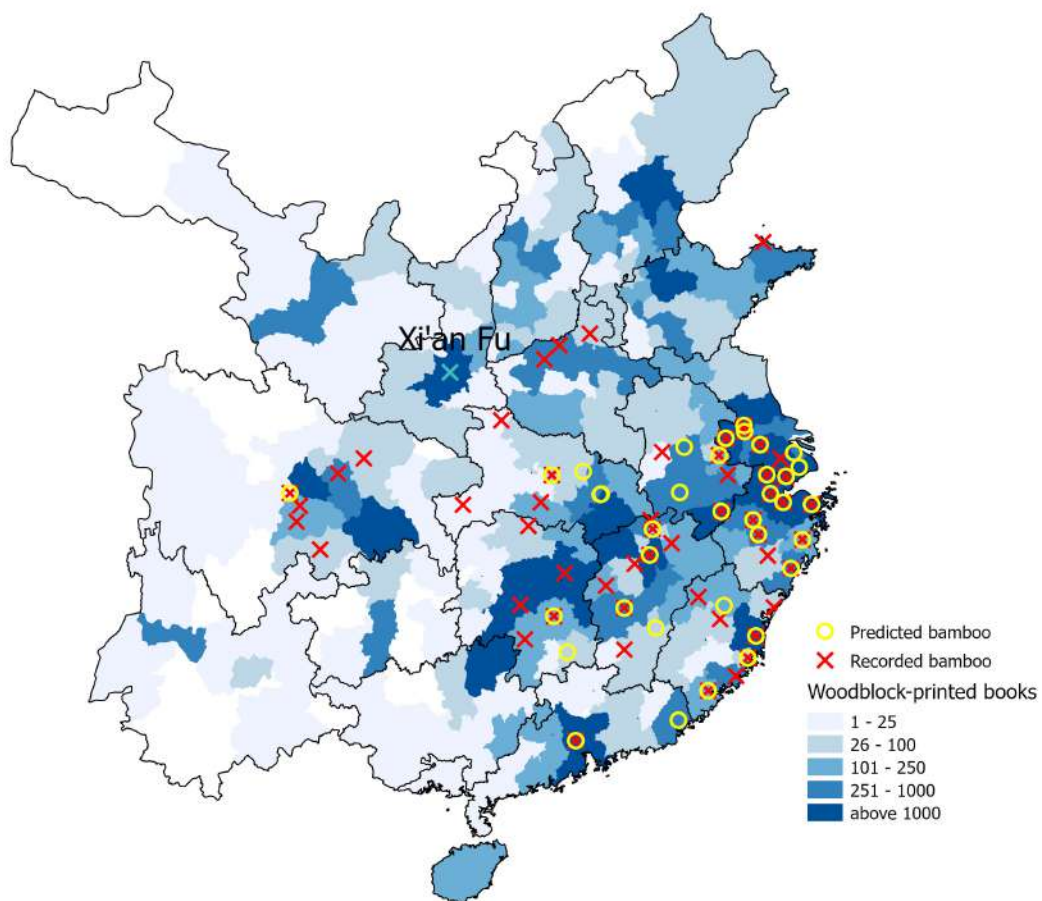 Xi'an Fu
Predicted bamboo
Recorded bamboo
Woodblock-printed books
1 - 25
26 - 100
101 - 250
251 - 1000
above 1000